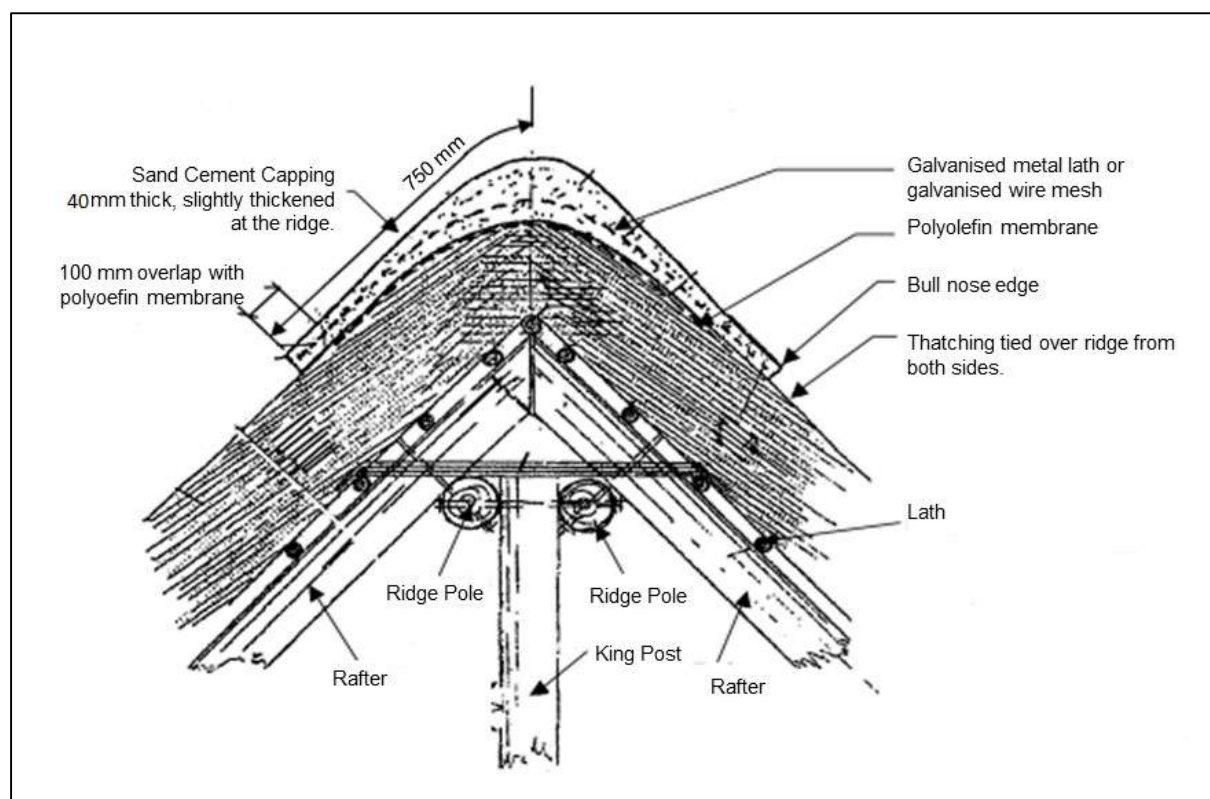 750 mm
Sand Cement Capping
40mm thick, slightly thickened
at the ridge.
100 mm overlap with
polyoefin membrane
Galvanised metal lath or
galvanised wire mesh
Polyolefin membrane
Bull nose edge
Thatching tied over ridge from
both sides.
Lath
Ridge Pole
Ridge Pole
King Post
Rafter
Rafter